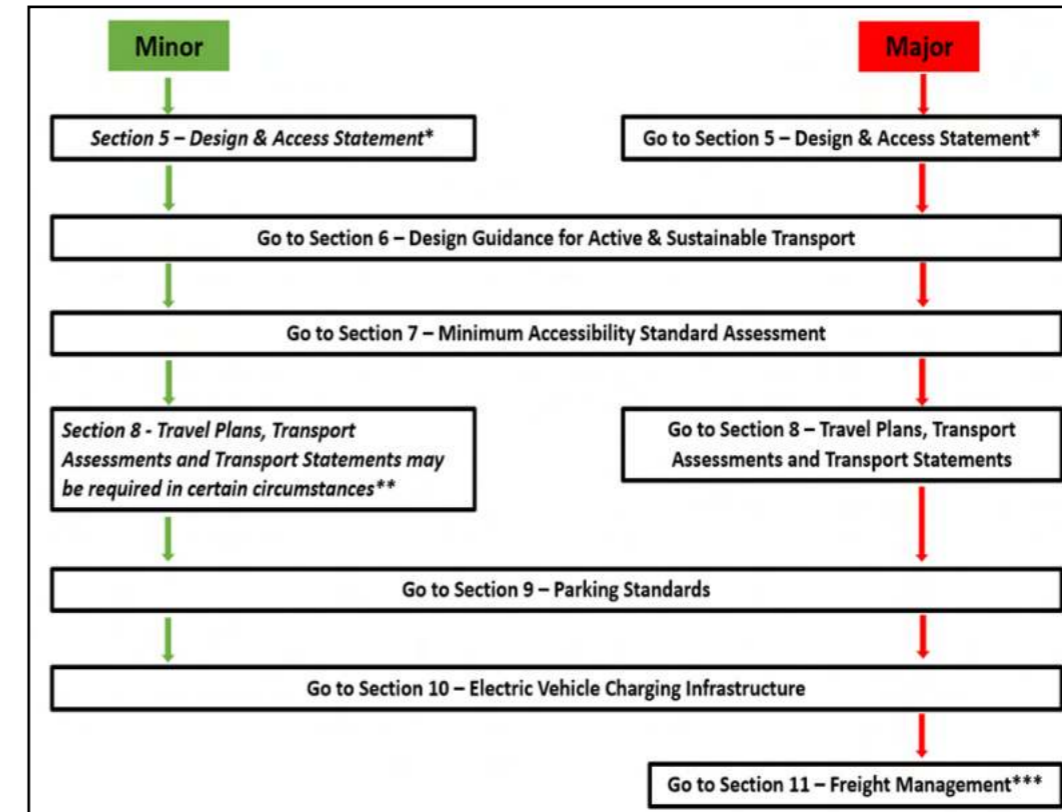 Minor
Major
Section 5 – Design & Access Statement*
Go to Section 5 – Design & Access Statement*
Go to Section 6 – Design Guidance for Active & Sustainable Transport
Go to Section 7 – Minimum Accessibility Standard Assessment
Section 8 - Travel Plans, Transport
Assessments and Transport Statements may
be required in certain circumstances**
Go to Section 8 – Travel Plans, Transport
Assessments and Transport Statements
Go to Section 9 – Parking Standards
Go to Section 10 – Electric Vehicle Charging Infrastructure
Go to Section 11 – Freight Management***